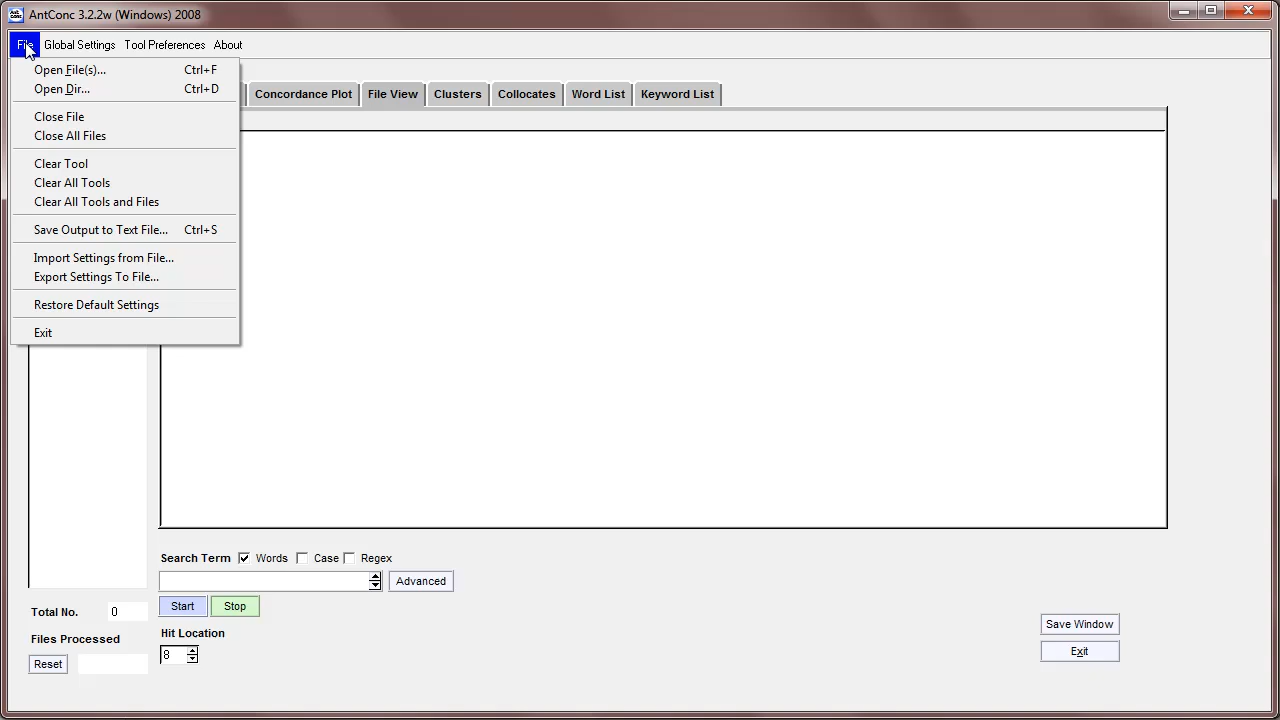 AntConc 3.2.2w (Windows) 2008
File Global Settings Tool Preferences About
Open File(s)... Ctrl+F
Open Dir... Ctrl+D
Close File
Close All Files
Clear Tool
Clear All Tools
Clear All Tools and Files
Save Output to Text File... Ctrl+S
Import Settings from File...
Export Settings To File...
Restore Default Settings
Exit
Concordance Plot File View Clusters Collocates Word List Keyword List
Search Term Words Case Regex
Advanced
Start Stop
Total No. 0
Hit Location
Files Processed
8
Reset
Save Window
Exit